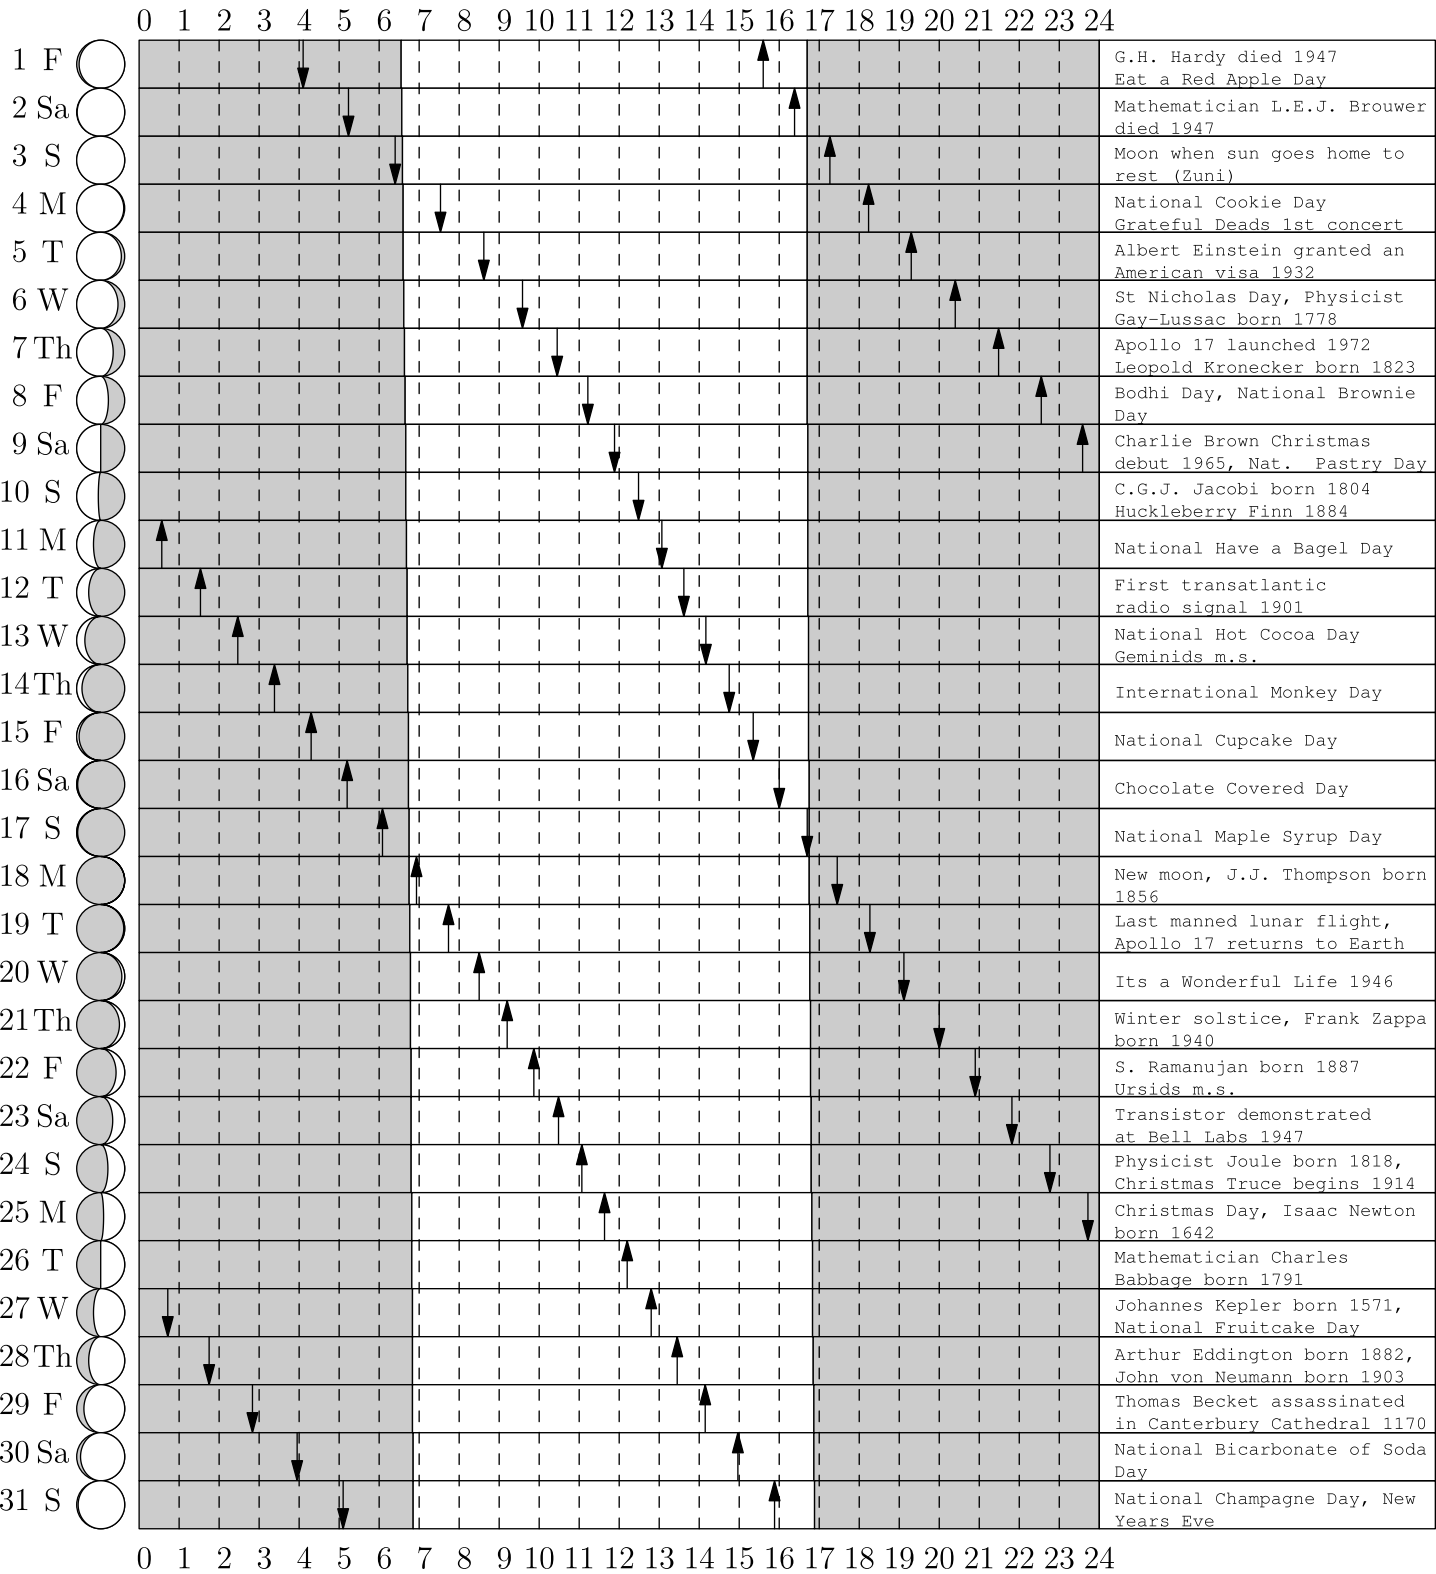 0 1 2 3 4 5 6 7 8 9 10 11 12 13 14 15 16 17 18 19 20 21 22 23 24
1 F G.H. Hardy died 1947
Eat a Red Apple Day
2 Sa Mathematician L.E.J. Brouwer
died 1947
3 S Moon when sun goes home to
rest (Zuni)
4 M National Cookie Day
Grateful Deads 1st concert
5 T Albert Einstein granted an
American visa 1932
6 W St Nicholas Day, Physicist
Gay-Lussac born 1778
7 Th Apollo 17 launched 1972
Leopold Kronecker born 1823
8 F Bodhi Day, National Brownie
Day
9 Sa Charlie Brown Christmas
debut 1965, Nat. Pastry Day
10 S C.G.J. Jacobi born 1804
Huckleberry Finn 1884
11 M National Have a Bagel Day
12 T First transatlantic
radio signal 1901
13 W National Hot Cocoa Day
Geminids m.s.
14 Th International Monkey Day
15 F National Cupcake Day
16 Sa Chocolate Covered Day
17 S National Maple Syrup Day
18 M New moon, J.J. Thompson born
1856
19 T Last manned lunar flight,
Apollo 17 returns to Earth
20 W Its a Wonderful Life 1946
21 Th Winter solstice, Frank Zappa
born 1940
22 F S. Ramanujan born 1887
Ursids m.s.
23 Sa Transistor demonstrated
at Bell Labs 1947
24 S Physicist Joule born 1818,
Christmas Truce begins 1914
25 M Christmas Day, Isaac Newton
born 1642
26 T Mathematician Charles
Babbage born 1791
27 W Johannes Kepler born 1571,
National Fruitcake Day
28 Th Arthur Eddington born 1882,
John von Neumann born 1903
29 F Thomas Becket assassinated
in Canterbury Cathedral 1170
30 Sa National Bicarbonate of Soda
Day
31 S National Champagne Day, New
Years Eve
0 1 2 3 4 5 6 7 8 9 10 11 12 13 14 15 16 17 18 19 20 21 22 23 24